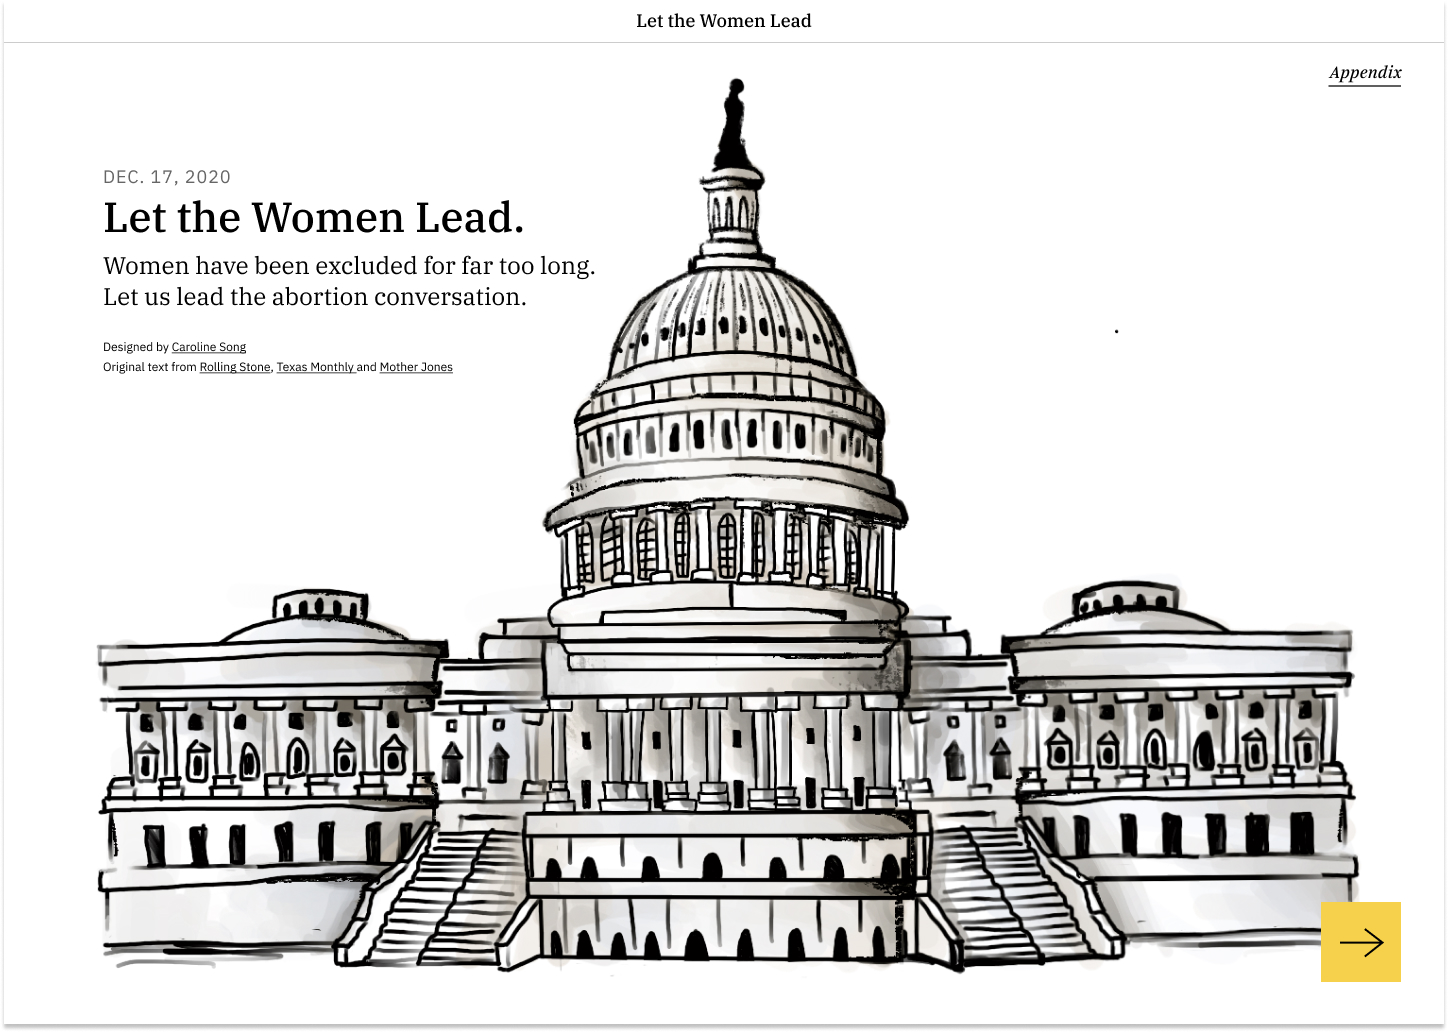 Let the Women Lead
Appendix
DEC. 17, 2020
Let the Women Lead.
Women have been excluded for far too long.
Let us lead the abortion conversation.
Designed by Caroline Song
Original text from Rolling Stone, Texas Monthly and Mother Jones